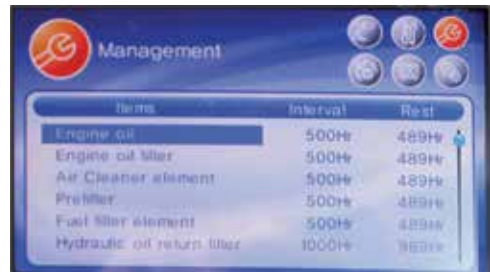 Management
Items Interval Rest
Engine oil 500Hr 489Hr
Engine oil filter 500Hr 489Hr
Air Cleaner element 500Hr 489Hr
Prefilter 500Hr 489Hr
Fuel filter element 500Hr 489Hr
Hydraulic oil return filter 1000Hr 989Hr